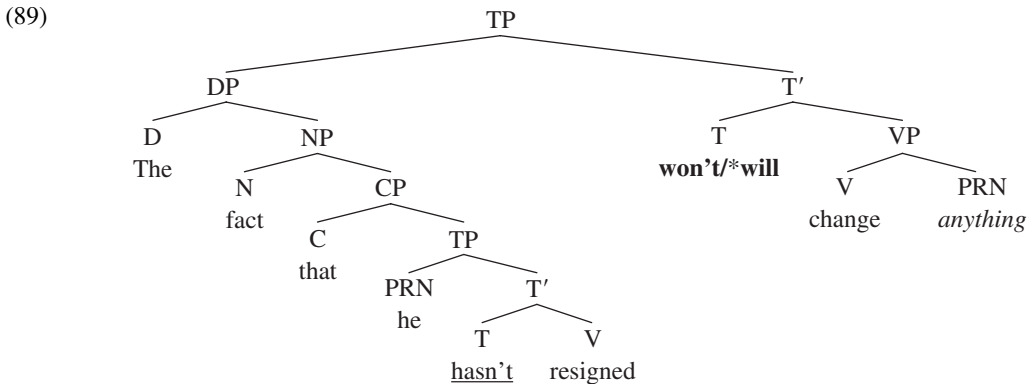 (89) TP
DP T′
D NP T VP
The won't/*will
N CP V PRN
fact change anything
C TP
that
PRN T′
he
T V
hasn't resigned